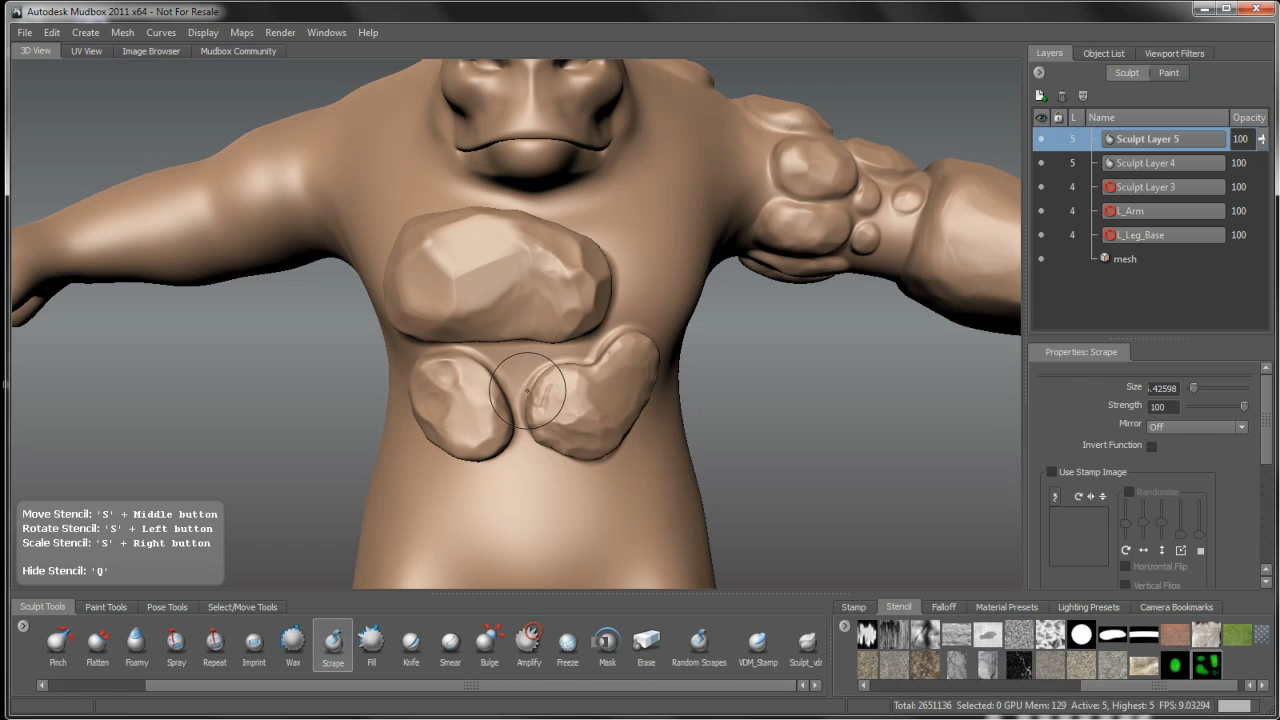 Autodesk Mudbox 2011 x64 - Not For Resale
File Edit Create Mesh Curves Display Maps Render Windows Help
3D View UV View Image Browser Mudbox Community
Layers Object List Viewport Filters
Sculpt Paint
L Name Opacity
5 Sculpt Layer 5 100
5 Sculpt Layer 4 100
4 Sculpt Layer 3 100
4 L_Arm 100
4 L_Leg_Base 100
mesh
Properties: Scrape
Size .42598
Strength 100
Mirror Off
Invert Function
Use Stamp Image
Randomize
Horizontal Flip
Vertical Flips
Move Stencil: 'S' + Middle button
Rotate Stencil: 'S' + Left button
Scale Stencil: 'S' + Right button
Hide Stencil: 'Q'
Sculpt Tools Paint Tools Pose Tools Select/Move Tools
Pinch Flatten Foamy Spray Repeat Imprint Wax Scrape Fill Knife Smear Bulge Amplify Freeze Mask Erase Random Scrapes VDM_Stamp Sculpt_vdr
Stamp Stencil Falloff Material Presets Lighting Presets Camera Bookmarks
Total: 2651136 Selected: 0 GPU Mem: 129 Active: 5, Highest: 5 FPS: 9.03294